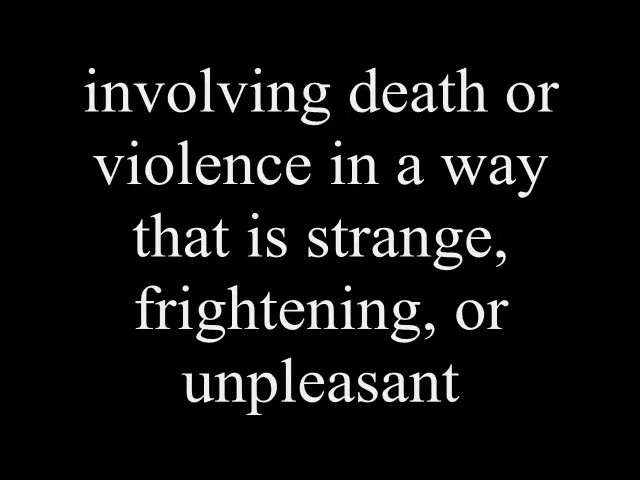 involving death or
violence in a way
that is strange,
frightening, or
unpleasant